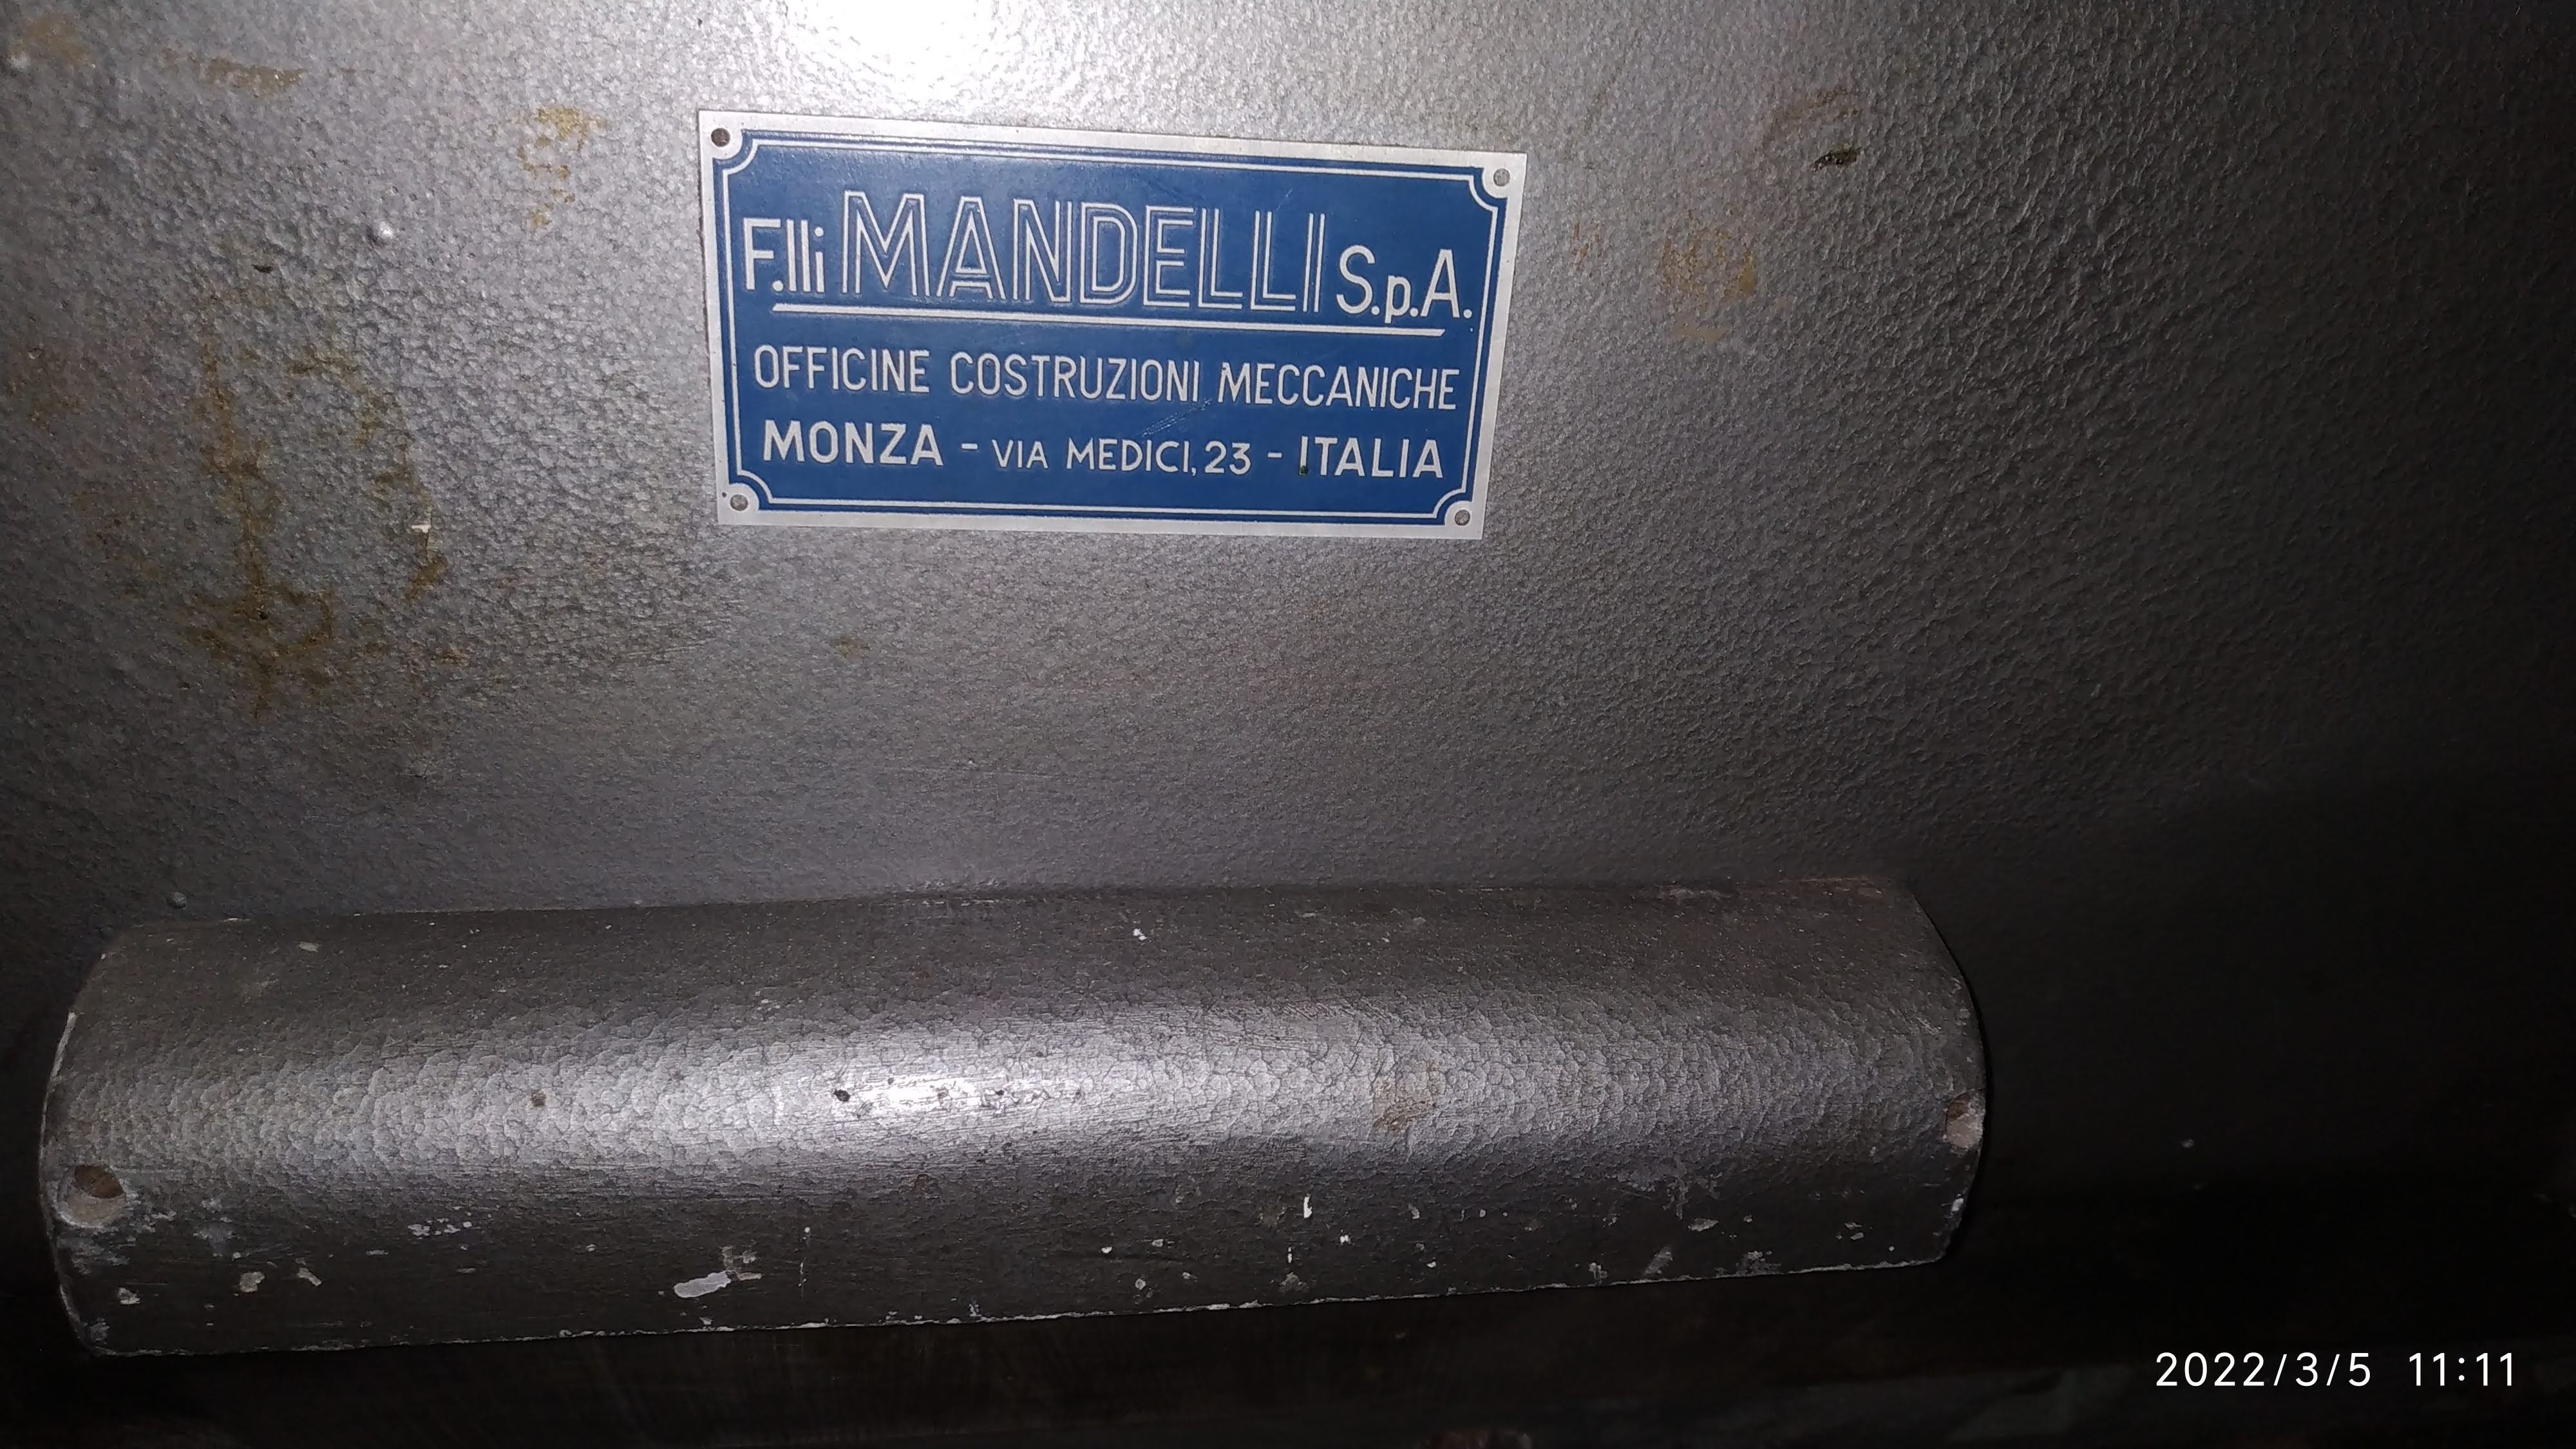 F.lli MANDELLI S.p.A.
OFFICINE COSTRUZIONI MECCANICHE
MONZA - VIA MEDICI, 23 - ITALIA
2022/3/5 11:11